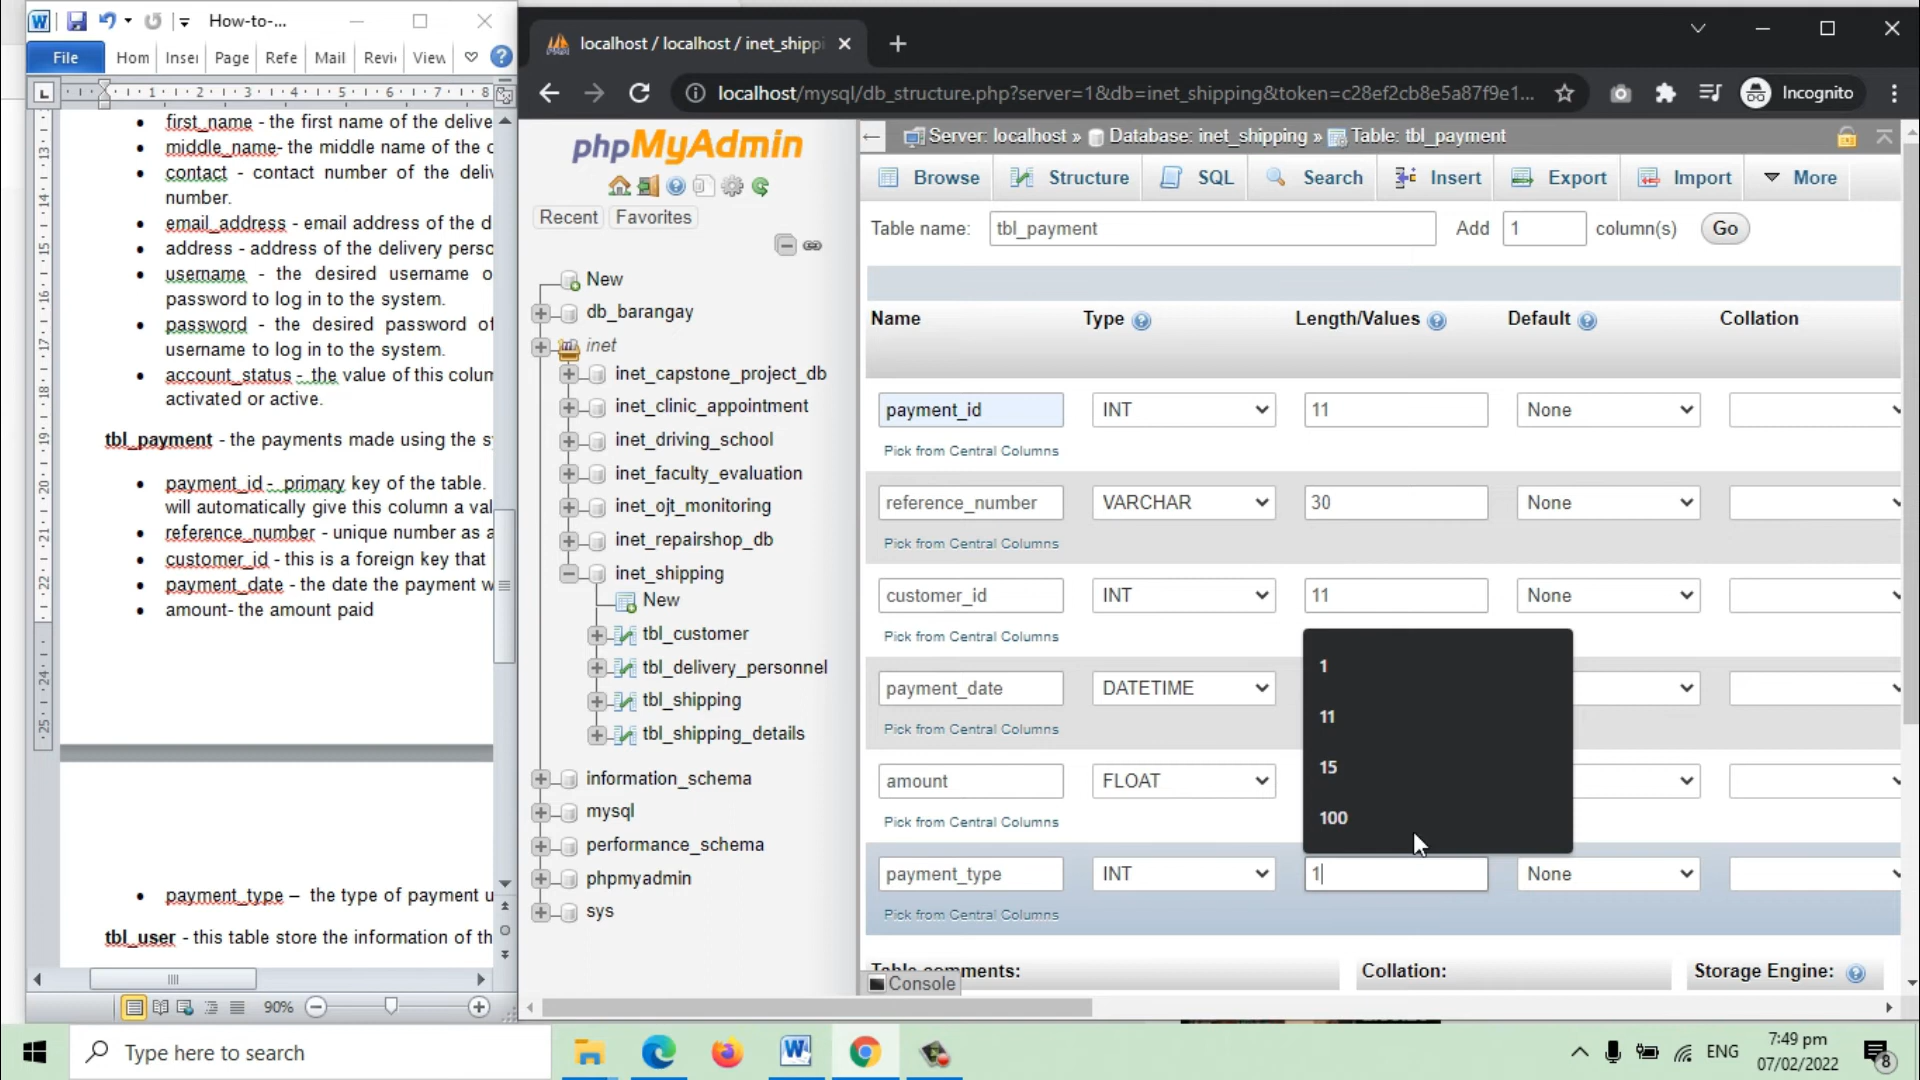 How-to-...
File
Hom
Inser
Page
Refe
Mail
Revi
View
first_name - the first name of the delive
middle_name- the middle name of the c
contact - contact number of the deliv
number.
email_address - email address of the d
address - address of the delivery perso
username - the desired username o
password to log in to the system.
password - the desired password of
username to log in to the system.
account_status - the value of this colum
activated or active.
tbl_payment - the payments made using the s
payment_id - primary key of the table.
will automatically give this column a val
reference_number - unique number as a
customer_id - this is a foreign key that
payment_date - the date the payment w
amount- the amount paid
payment_type – the type of payment u
tbl_user - this table store the information of th
90%
localhost / localhost / inet_shippi
localhost/mysql/db_structure.php?server=1&db=inet_shipping&token=c28ef2cb8e5a87f9e1...
Incognito
phpMyAdmin
Recent
Favorites
New
db_barangay
inet
inet_capstone_project_db
inet_clinic_appointment
inet_driving_school
inet_faculty_evaluation
inet_ojt_monitoring
inet_repairshop_db
inet_shipping
New
tbl_customer
tbl_delivery_personnel
tbl_shipping
tbl_shipping_details
information_schema
mysql
performance_schema
phpmyadmin
sys
Server: localhost » Database: inet_shipping » Table: tbl_payment
Browse
Structure
SQL
Search
Insert
Export
Import
More
Table name: tbl_payment Add 1 column(s) Go
Name Type Length/Values Default Collation
payment_id INT 11 None
Pick from Central Columns
reference_number VARCHAR 30 None
Pick from Central Columns
customer_id INT 11 None
Pick from Central Columns
payment_date DATETIME
Pick from Central Columns
amount FLOAT
Pick from Central Columns
1
11
15
100
payment_type INT 1 None
Pick from Central Columns
Table comments: Collation: Storage Engine:
Console
Type here to search
ENG
7:49 pm
07/02/2022
8